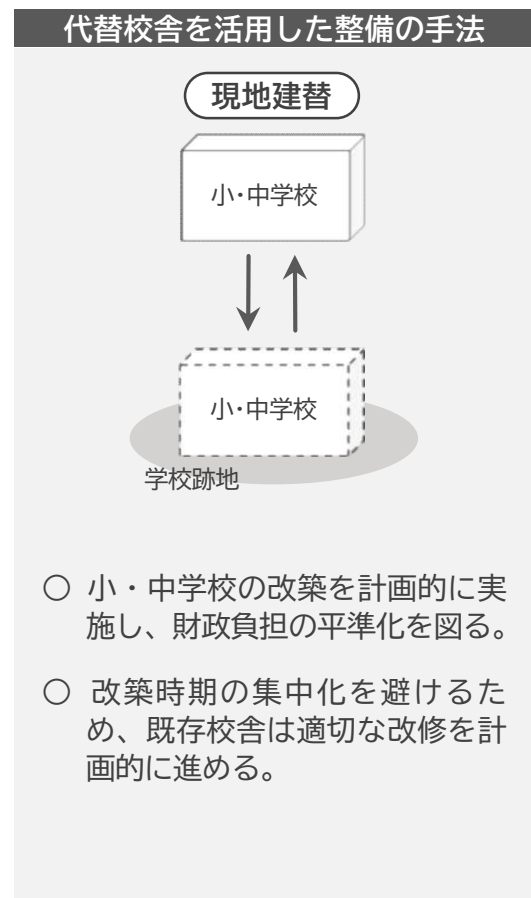 代替校舎を活用した整備の手法
現地建替
小・中学校
小・中学校
学校跡地
○ 小・中学校の改築を計画的に実
施し、財政負担の平準化を図る。
○ 改築時期の集中化を避けるた
め、既存校舎は適切な改修を計
画的に進める。